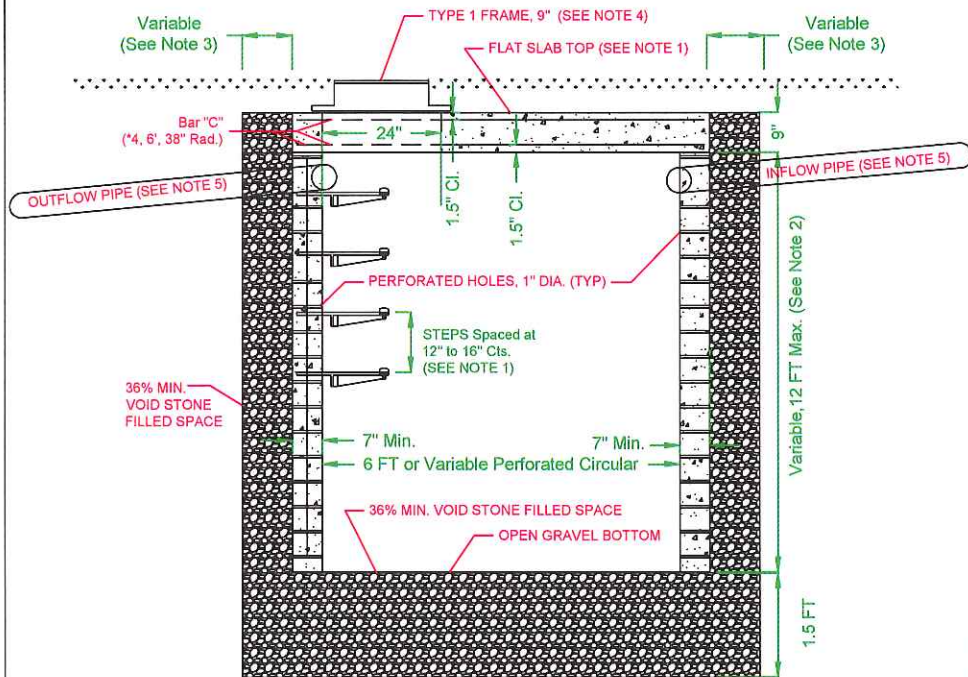 TYPE 1 FRAME, 9" (SEE NOTE 4)
Variable
(See Note 3)
FLAT SLAB TOP (SEE NOTE 1)
Variable
(See Note 3)
Bar "C"
(*4, 6', 38" Rad.)
24"
9"
1.5" Cl.
1.5" Cl.
OUTFLOW PIPE (SEE NOTE 5)
INFLOW PIPE (SEE NOTE 5)
PERFORATED HOLES, 1" DIA. (TYP)
STEPS Spaced at
12" to 16" Cts.
(SEE NOTE 1)
Variable, 12 FT Max. (See Note 2)
36% MIN.
VOID STONE
FILLED SPACE
7" Min.
7" Min.
6 FT or Variable Perforated Circular
36% MIN. VOID STONE FILLED SPACE
OPEN GRAVEL BOTTOM
1.5 FT